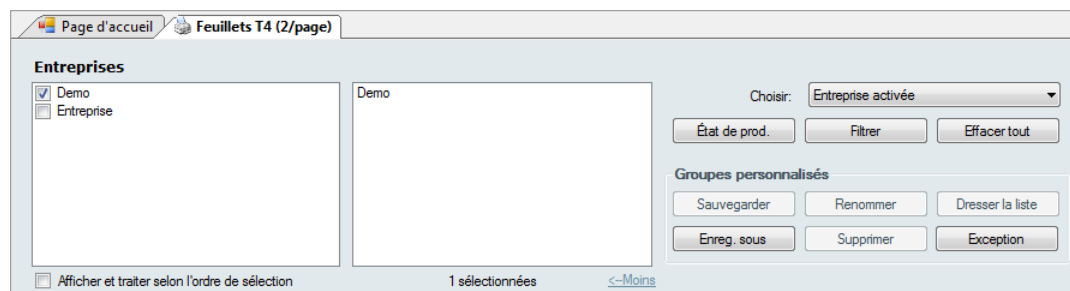 Page d'accueil Feuillets T4 (2/page)
Entreprises
Demo
Entreprise
Demo
Afficher et traiter selon l'ordre de sélection
1 sélectionnées
<--Moins
Choisir: Entreprise activée
État de prod. Filtrer Effacer tout
Groupes personnalisés
Sauvegarder Renommer Dresser la liste
Enreg. sous Supprimer Exception